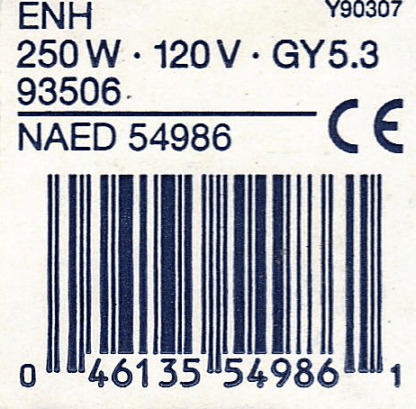 ENH
Y90307
250 W · 120 V · GY5.3
93506
CE
NAED 54986
0 46135 54986 1